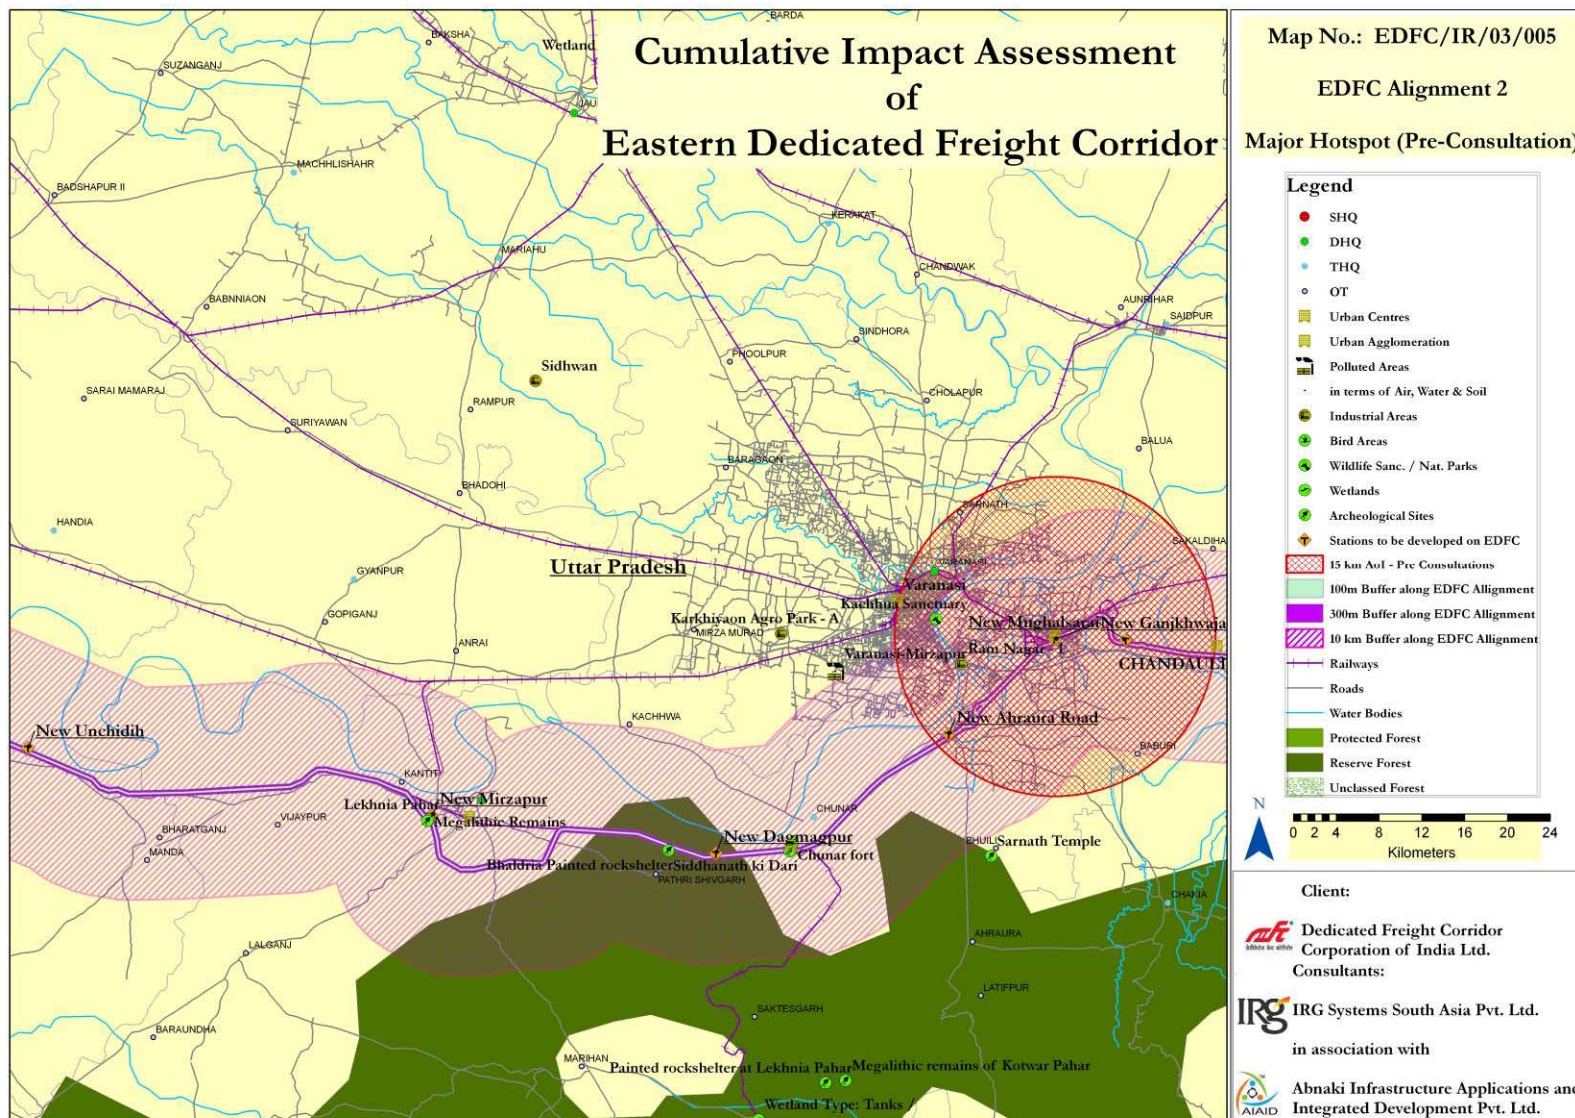 Cumulative Impact Assessment
of
Eastern Dedicated Freight Corridor
Map No.: EDFC/IR/03/005
EDFC Alignment 2
Major Hotspot (Pre-Consultation)
Legend
SHQ
DHQ
THQ
OT
Urban Centres
Urban Agglomeration
Polluted Areas
in terms of Air, Water & Soil
Industrial Areas
Bird Areas
Wildlife Sanc. / Nat. Parks
Wetlands
Archeological Sites
Stations to be developed on EDFC
15 km AoI - Pre Consultations
100m Buffer along EDFC Allignment
300m Buffer along EDFC Allignment
10 km Buffer along EDFC Allignment
Railways
Roads
Water Bodies
Protected Forest
Reserve Forest
Unclassed Forest
N
0 2 4 8 12 16 20 24
Kilometers
Client:
Dedicated Freight Corridor
Corporation of India Ltd.
Consultants:
IRG
IRG Systems South Asia Pvt. Ltd.
in association with
AIAID
Abnaki Infrastructure Applications and
Integrated Development Pvt. Ltd.
BARDA
BAKSHA
Wetland
SUZANGANJ
JAU
MACHHLISHAHR
BADSHAPUR II
KERAKAT
MARIAHU
CHANDWAK
BABNNIAON
AUNRIHAR
SAIDPUR
SINDHORA
PHOOLPUR
Sidhwan
SARAI MAMARAJ
RAMPUR
CHOLAPUR
SURIYAWAN
BALUA
BARAGAON
BHADOHI
HANDIA
SARNATH
SAKALDIHA
Uttar Pradesh
VARANASI
GYANPUR
Varanasi
Kachhua Sanctuary
GOPIGANJ
Karkhiyaon Agro Park - A
MIRZA MURAD
New Mughalsarai
New Ganjkhwaja
ANRAI
Varanasi-Mirzapur
Ram Nagar - I
CHANDAULI
New Unchidih
KACHHWA
New Ahraura Road
BABURI
KANTIT
Lekhnia Pahar
New Mirzapur
Megalithic Remains
CHUNAR
VIJAYPUR
BHARATGANJ
MANDA
New Dagmagpur
Chunar fort
BHUILI
Sarnath Temple
Bhaldria Painted rockshelter
Siddhanath ki Dari
PATHRI SHIVGARH
CHAKIA
LALGANJ
AHRAURA
LATIFPUR
SAKTESGARH
BARAUNDHA
MARIHAN
Painted rockshelter at Lekhnia Pahar
Megalithic remains of Kotwar Pahar
Wetland Type: Tanks /